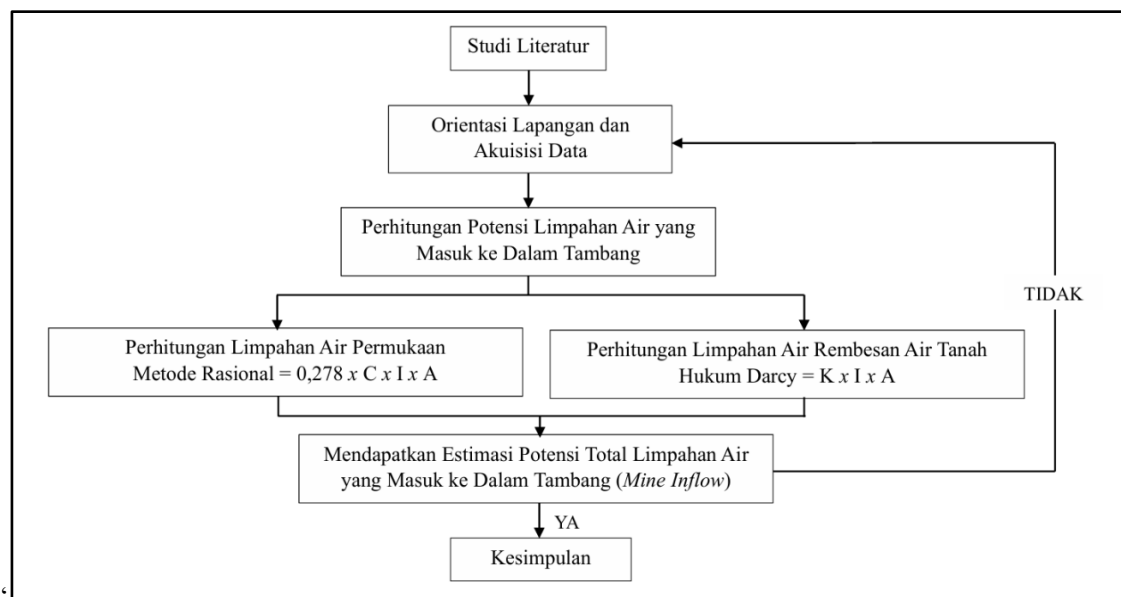 Studi Literatur
Orientasi Lapangan dan
Akuisisi Data
Perhitungan Potensi Limpahan Air yang
Masuk ke Dalam Tambang
TIDAK
Perhitungan Limpahan Air Permukaan
Metode Rasional = 0,278 x C x I x A
Perhitungan Limpahan Air Rembesan Air Tanah
Hukum Darcy = K x I x A
Mendapatkan Estimasi Potensi Total Limpahan Air
yang Masuk ke Dalam Tambang (Mine Inflow)
YA
Kesimpulan
‘